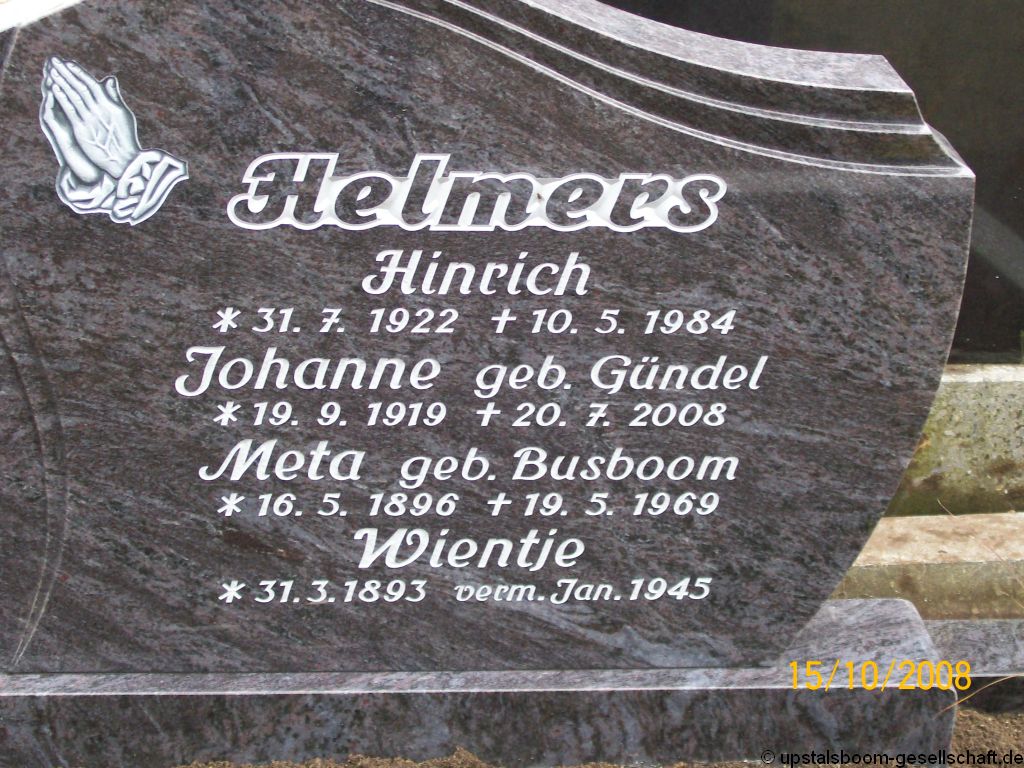 Helmers
Hinrich
* 31. 7. 1922 † 10. 5. 1984
Johanne geb. Gündel
* 19. 9. 1919 † 20. 7. 2008
Meta geb. Busboom
* 16. 5. 1896 † 19. 5. 1969
Wientje
* 31.3.1893 verm. Jan. 1945
15/10/2008
© upstalsboom-gesellschaft.de